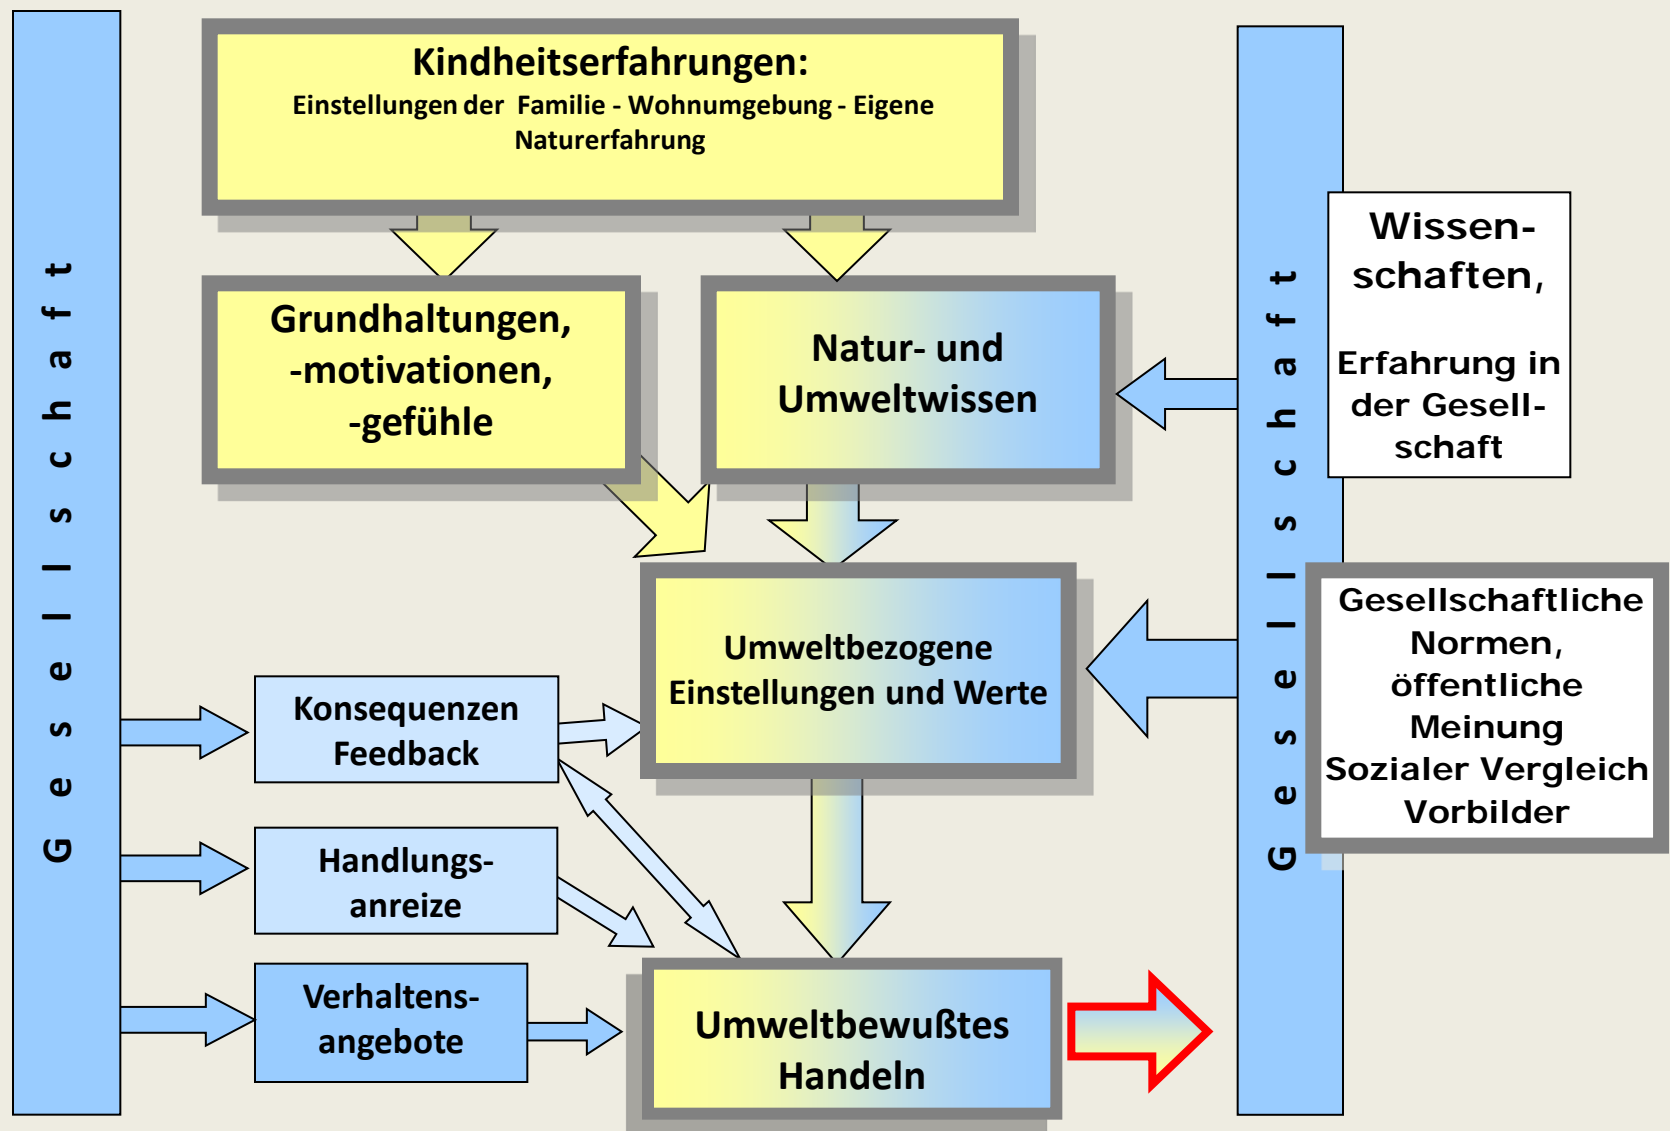 Gesellschaft
Kindheitserfahrungen:
Einstellungen der Familie - Wohnumgebung - Eigene
Naturerfahrung
Grundhaltungen,
-motivationen,
-gefühle
Natur- und
Umweltwissen
Umweltbezogene
Einstellungen und Werte
Konsequenzen
Feedback
Handlungs-
anreize
Verhaltens-
angebote
Umweltbewußtes
Handeln
Gesellschaft
Wissen-
schaften,
Erfahrung in
der Gesell-
schaft
Gesellschaftliche
Normen,
öffentliche
Meinung
Sozialer Vergleich
Vorbilder